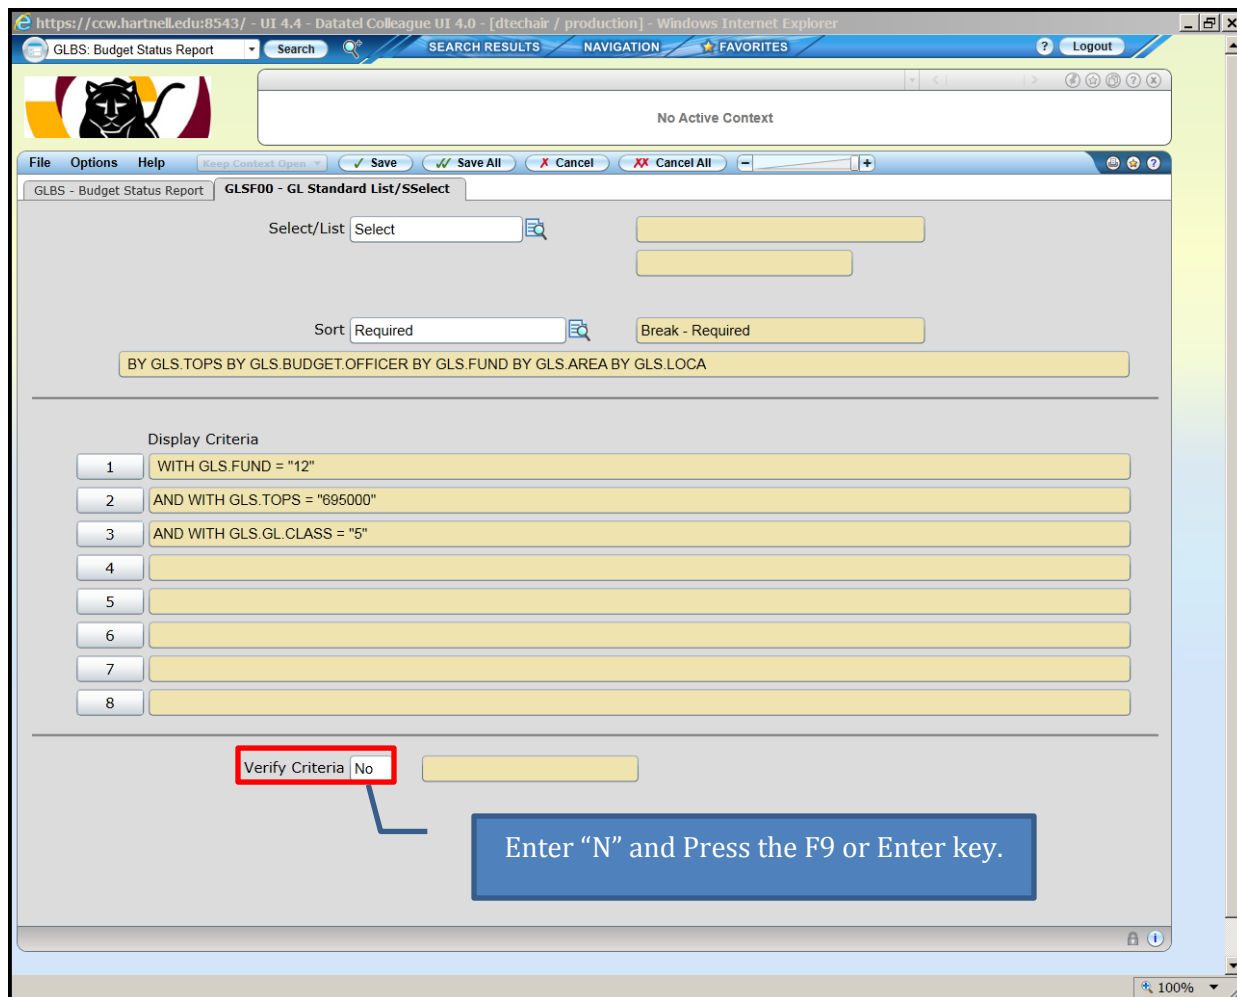 https://ccw.hartnell.edu:8543/ - UI 4.4 - Datatel Colleague UI 4.0 - [dtechair / production] - Windows Internet Explorer
GLBS: Budget Status Report Search SEARCH RESULTS NAVIGATION FAVORITES ? Logout
No Active Context
File Options Help Keep Context Open Save Save All Cancel Cancel All
GLBS - Budget Status Report GLSF00 - GL Standard List/SSelect
Select/List Select
Sort Required Break - Required
BY GLS.TOPS BY GLS.BUDGET.OFFICER BY GLS.FUND BY GLS.AREA BY GLS.LOCA
Display Criteria
1 WITH GLS.FUND = "12"
2 AND WITH GLS.TOPS = "695000"
3 AND WITH GLS.GL.CLASS = "5"
4
5
6
7
8
Verify Criteria No
Enter “N” and Press the F9 or Enter key.
100%